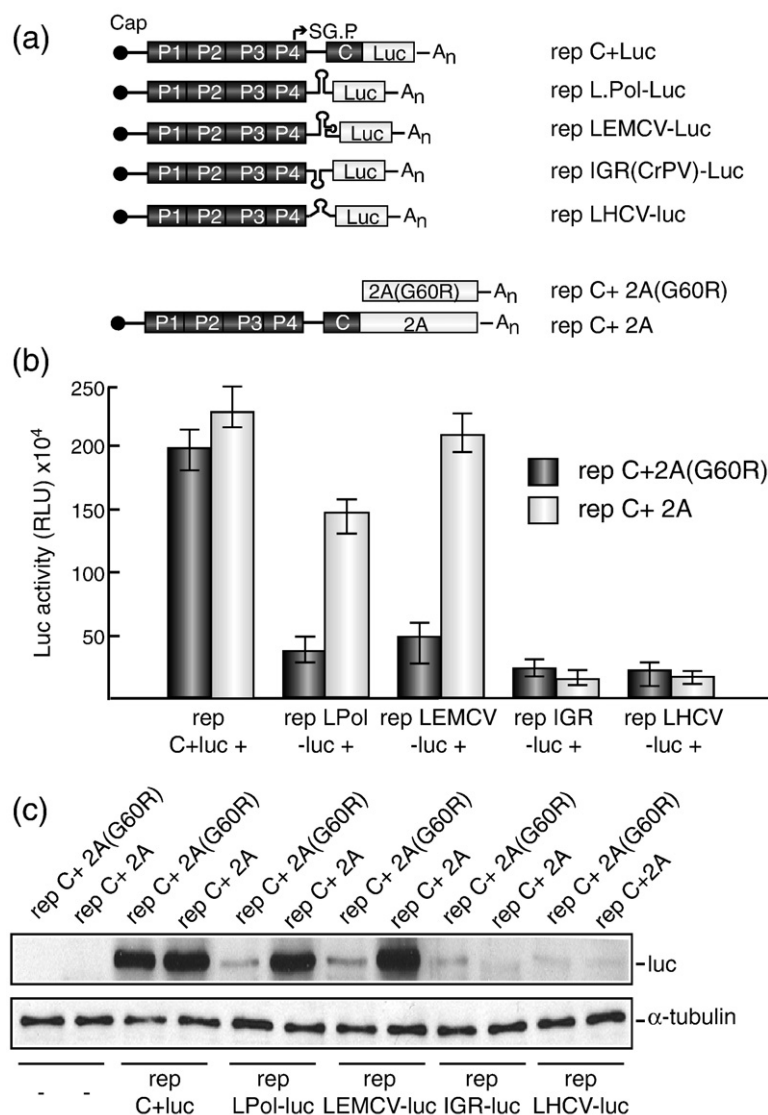 (a)
Cap
SG.P.
P1 P2 P3 P4 C Luc An rep C+Luc
P1 P2 P3 P4 Luc An rep L.Pol-Luc
P1 P2 P3 P4 Luc An rep LEMCV-Luc
P1 P2 P3 P4 Luc An rep IGR(CrPV)-Luc
P1 P2 P3 P4 Luc An rep LHCV-luc
2A(G60R) An rep C+ 2A(G60R)
P1 P2 P3 P4 C 2A An rep C+ 2A
(b)
Luc activity (RLU) x10⁴
250
200
150
100
50
rep C+2A(G60R)
rep C+ 2A
rep rep LPol rep LEMCV rep IGR rep LHCV
C+luc + -luc + -luc + -luc + -luc +
(c)
rep C+ 2A(G60R)
rep C+ 2A
rep C+ 2A(G60R)
rep C+ 2A
rep C+ 2A(G60R)
rep C+ 2A
rep C+ 2A(G60R)
rep C+ 2A
rep C+ 2A(G60R)
rep C+ 2A
rep C+ 2A(G60R)
rep C+2A
-luc
-α-tubulin
- - rep rep rep rep rep
C+luc LPol-luc LEMCV-luc IGR-luc LHCV-luc